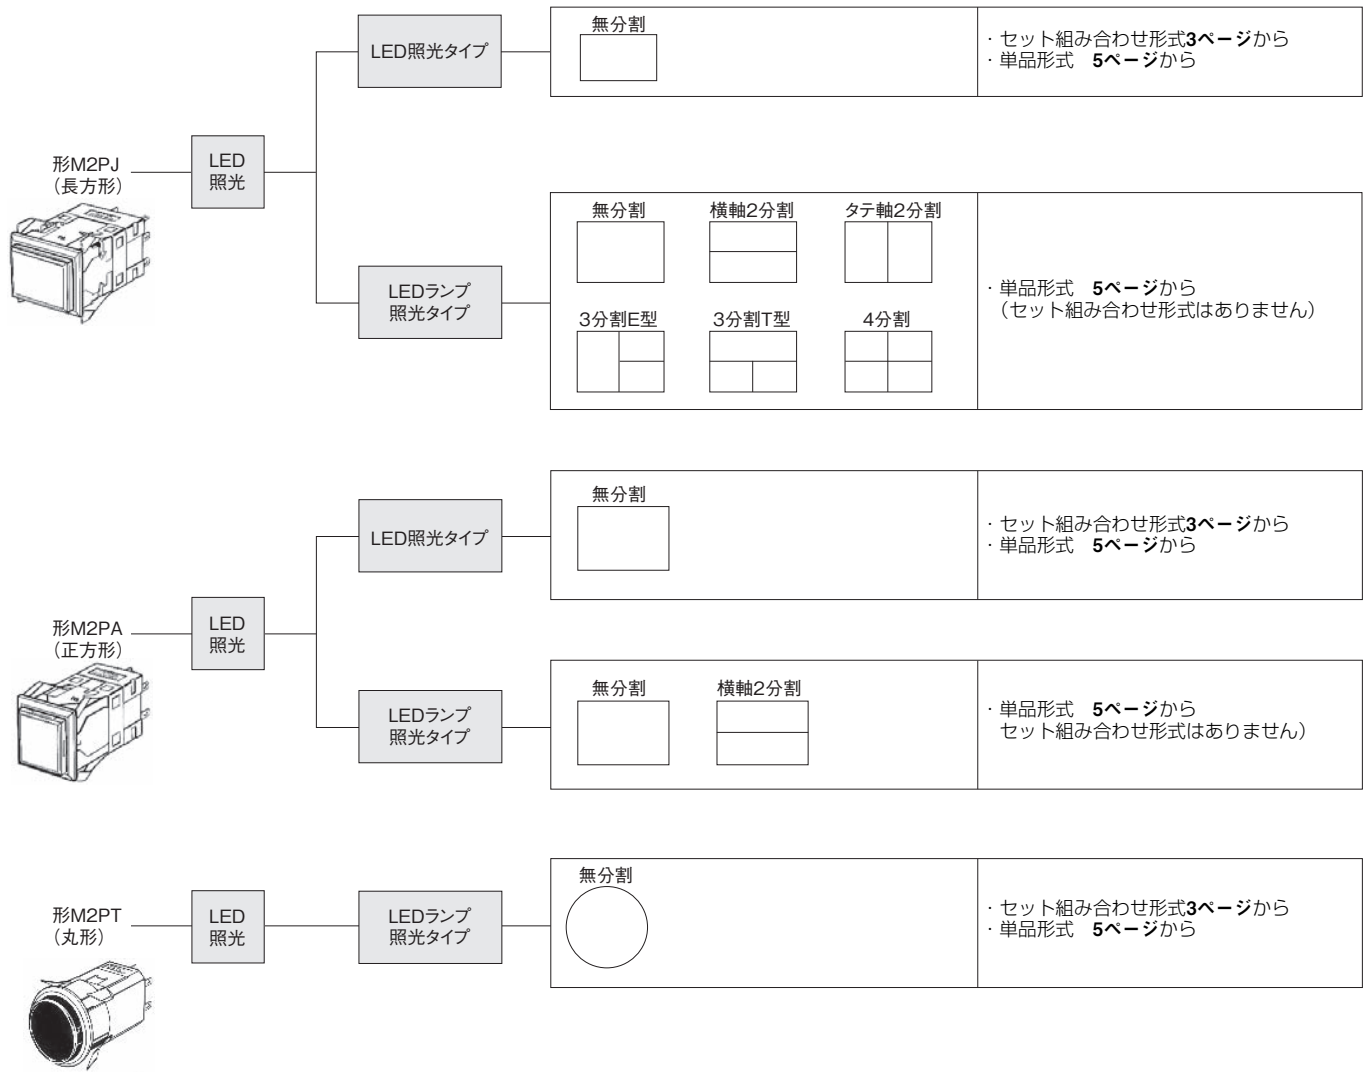 形M2PJ
（長方形）
LED
照光
LED照光タイプ
無分割
・セット組み合わせ形式3ページから
・単品形式　5ページから
LEDランプ
照光タイプ
無分割
横軸2分割
タテ軸2分割
3分割E型
3分割T型
4分割
・単品形式　5ページから
（セット組み合わせ形式はありません）
形M2PA
（正方形）
LED
照光
LED照光タイプ
無分割
・セット組み合わせ形式3ページから
・単品形式　5ページから
LEDランプ
照光タイプ
無分割
横軸2分割
・単品形式　5ページから
セット組み合わせ形式はありません）
形M2PT
（丸形）
LED
照光
LEDランプ
照光タイプ
無分割
・セット組み合わせ形式3ページから
・単品形式　5ページから